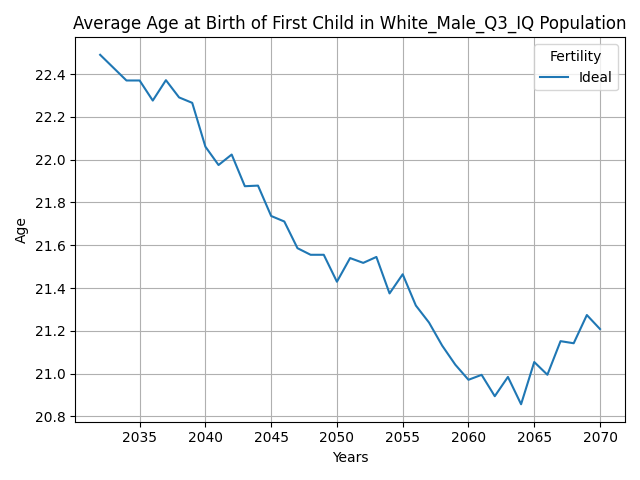 Average Age at Birth of First Child in White_Male_Q3_IQ Population
Fertility
Ideal
22.4
22.2
22.0
21.8
21.6
21.4
21.2
21.0
20.8
Age
2035 2040 2045 2050 2055 2060 2065 2070
Years